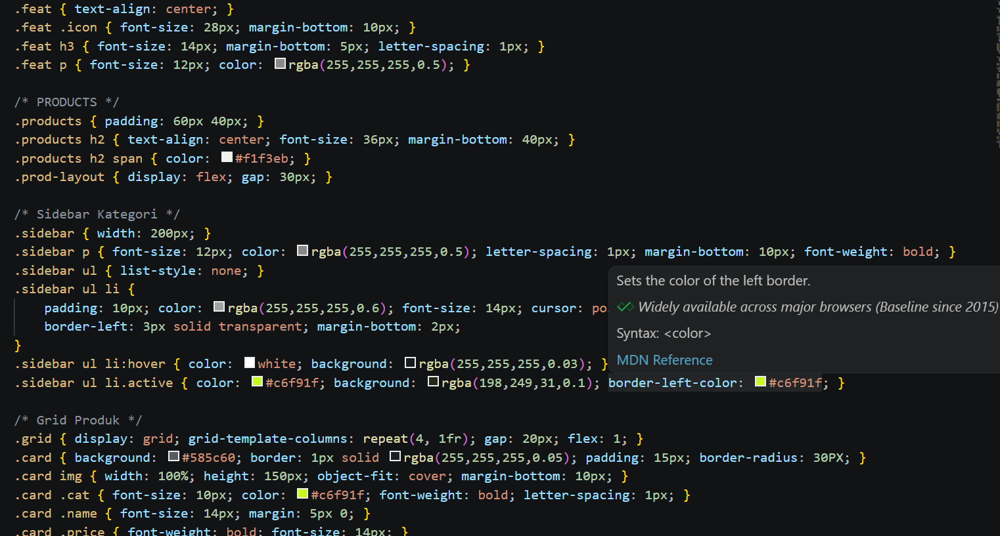 .feat { text-align: center; }
.feat .icon { font-size: 28px; margin-bottom: 10px; }
.feat h3 { font-size: 14px; margin-bottom: 5px; letter-spacing: 1px; }
.feat p { font-size: 12px; color: rgba(255,255,255,0.5); }
/* PRODUCTS */
.products { padding: 60px 40px; }
.products h2 { text-align: center; font-size: 36px; margin-bottom: 40px; }
.products h2 span { color: #f1f3eb; }
.prod-layout { display: flex; gap: 30px; }
/* Sidebar Kategori */
.sidebar { width: 200px; }
.sidebar p { font-size: 12px; color: rgba(255,255,255,0.5); letter-spacing: 1px; margin-bottom: 10px; font-weight: bold; }
.sidebar ul { list-style: none; }
.sidebar ul li {
padding: 10px; color: rgba(255,255,255,0.6); font-size: 14px; cursor: po
border-left: 3px solid transparent; margin-bottom: 2px;
}
.sidebar ul li:hover { color: white; background: rgba(255,255,255,0.03); }
.sidebar ul li.active { color: #c6f91f; background: rgba(198,249,31,0.1); border-left-color: #c6f91f; }
Sets the color of the left border.
Widely available across major browsers (Baseline since 2015)
Syntax: <color>
MDN Reference
/* Grid Produk */
.grid { display: grid; grid-template-columns: repeat(4, 1fr); gap: 20px; flex: 1; }
.card { background: #585c60; border: 1px solid rgba(255,255,255,0.05); padding: 15px; border-radius: 30PX; }
.card img { width: 100%; height: 150px; object-fit: cover; margin-bottom: 10px; }
.card .cat { font-size: 10px; color: #c6f91f; font-weight: bold; letter-spacing: 1px; }
.card .name { font-size: 14px; margin: 5px 0; }
.card .price { font-weight: bold; font-size: 14px; }